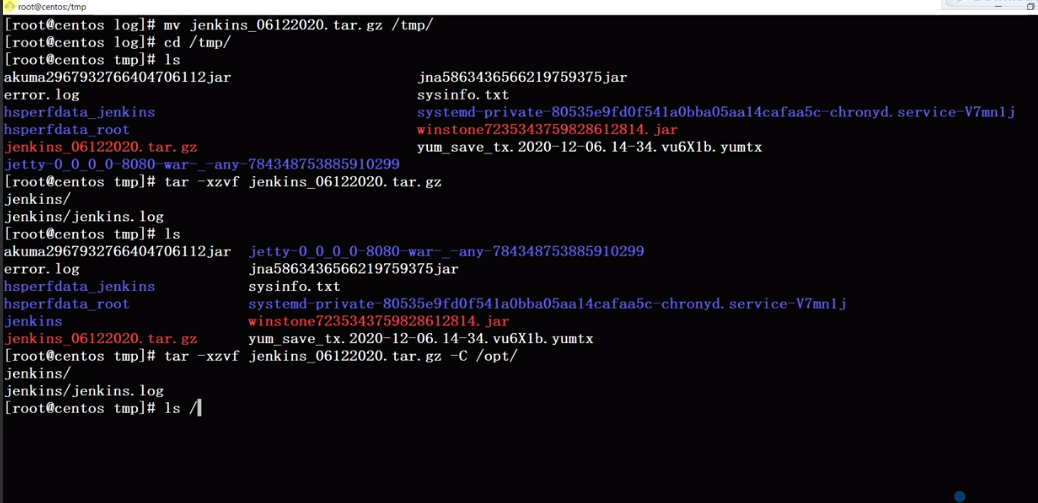 root@centos:/tmp
[root@centos log]# mv jenkins_06122020.tar.gz /tmp/
[root@centos log]# cd /tmp/
[root@centos tmp]# ls
akuma2967932766404706112jar jna5863436566219759375jar
error.log sysinfo.txt
hsperfdata_jenkins systemd-private-80535e9fd0f541a0bba05aa14cafaa5c-chronyd.service-V7mn1j
hsperfdata_root winstone7235343759828612814.jar
jenkins_06122020.tar.gz yum_save_tx.2020-12-06.14-34.vu6X1b.yumtx
jetty-0_0_0_0-8080-war-_-any-784348753885910299
[root@centos tmp]# tar -xzvf jenkins_06122020.tar.gz
jenkins/
jenkins/jenkins.log
[root@centos tmp]# ls
akuma2967932766404706112jar jetty-0_0_0_0-8080-war-_-any-784348753885910299
error.log jna5863436566219759375jar
hsperfdata_jenkins sysinfo.txt
hsperfdata_root systemd-private-80535e9fd0f541a0bba05aa14cafaa5c-chronyd.service-V7mn1j
jenkins winstone7235343759828612814.jar
jenkins_06122020.tar.gz yum_save_tx.2020-12-06.14-34.vu6X1b.yumtx
[root@centos tmp]# tar -xzvf jenkins_06122020.tar.gz -C /opt/
jenkins/
jenkins/jenkins.log
[root@centos tmp]# ls /